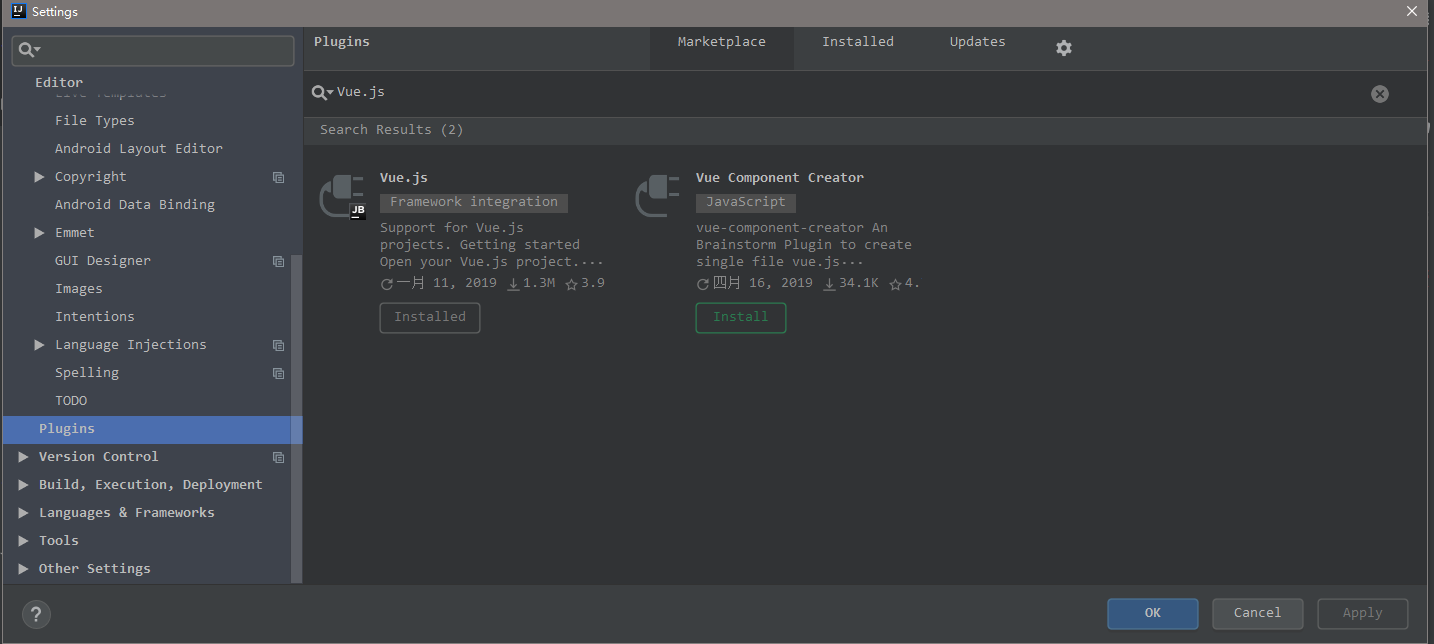 IJ Settings
Plugins Marketplace Installed Updates
Editor
Vue.js
Live Templates
File Types
Search Results (2)
Android Layout Editor
Copyright
Android Data Binding
Emmet
GUI Designer
Images
Intentions
Language Injections
Spelling
TODO
Plugins
Version Control
Build, Execution, Deployment
Languages & Frameworks
Tools
Other Settings
Vue.js
Framework integration
Support for Vue.js
projects. Getting started
Open your Vue.js project.···
一月 11, 2019 1.3M 3.9
Installed
JB
Vue Component Creator
JavaScript
vue-component-creator An
Brainstorm Plugin to create
single file vue.js···
四月 16, 2019 34.1K 4.
Install
?
OK Cancel Apply